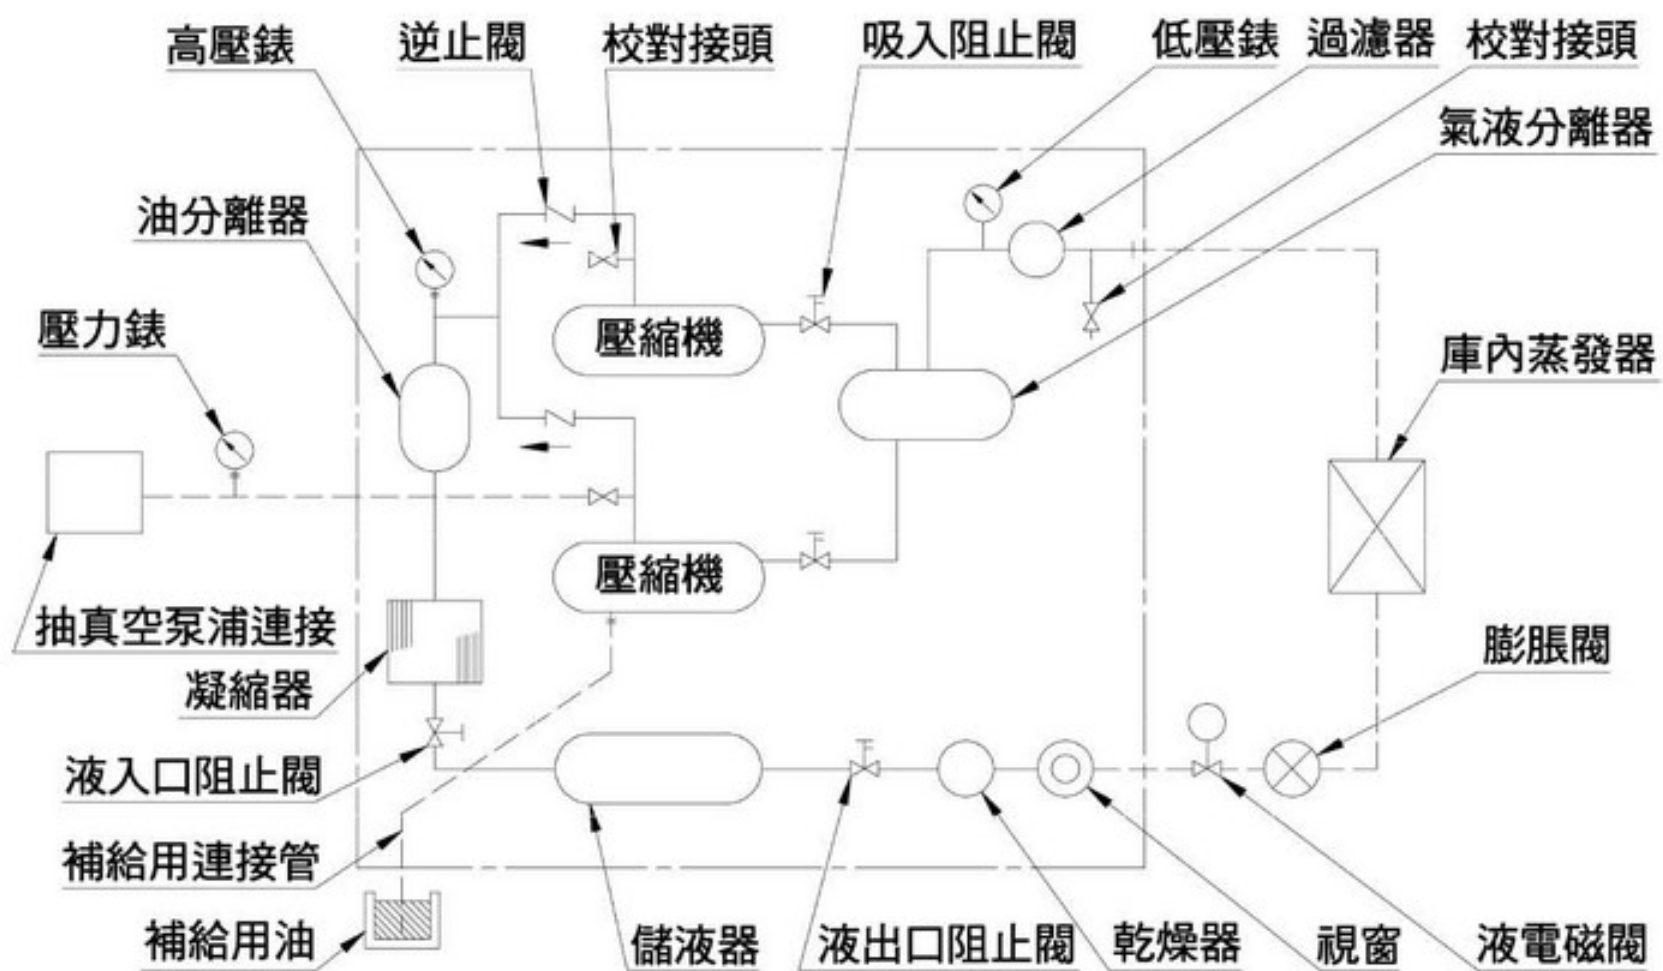 高壓錶
逆止閥
校對接頭
吸入阻止閥
低壓錶
過濾器
校對接頭
氣液分離器
油分離器
壓力錶
壓縮機
庫內蒸發器
壓縮機
抽真空泵浦連接
凝縮器
膨脹閥
液入口阻止閥
補給用連接管
補給用油
儲液器
液出口阻止閥
乾燥器
視窗
液電磁閥